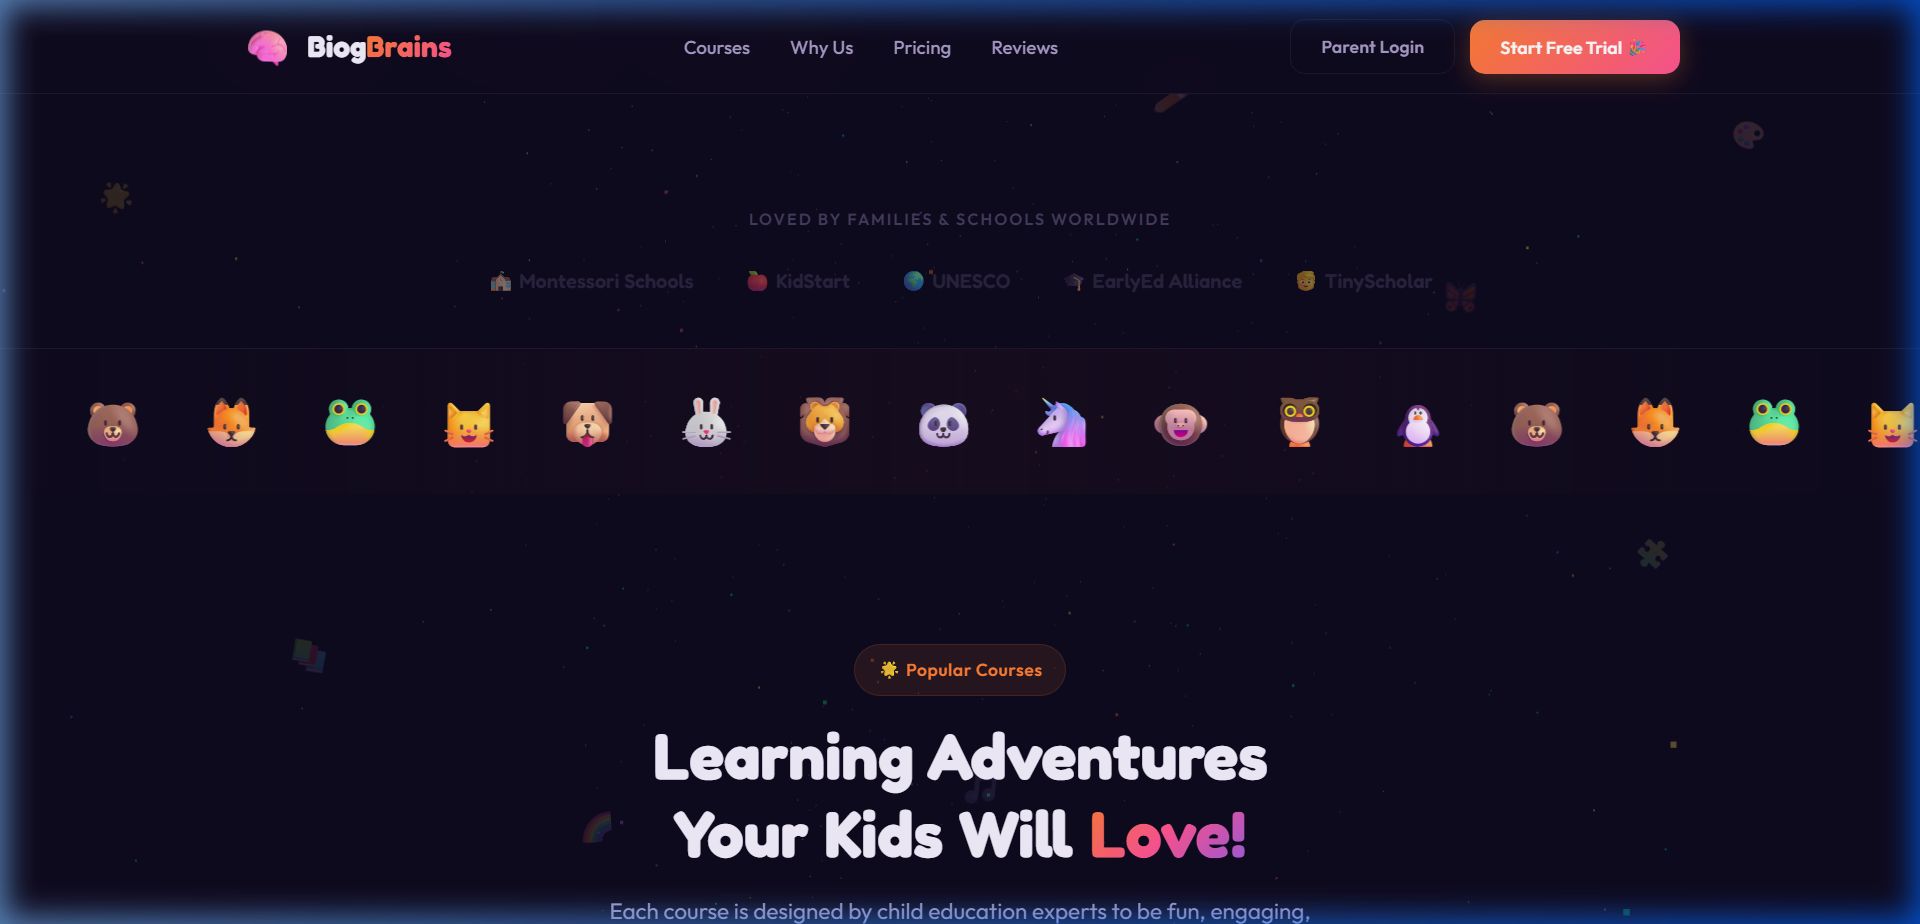 BiogBrains
Courses Why Us Pricing Reviews
Parent Login
Start Free Trial
LOVED BY FAMILIES & SCHOOLS WORLDWIDE
Montessori Schools KidStart UNESCO EarlyEd Alliance TinyScholar
Popular Courses
Learning Adventures
Your Kids Will Love!
Each course is designed by child education experts to be fun, engaging,